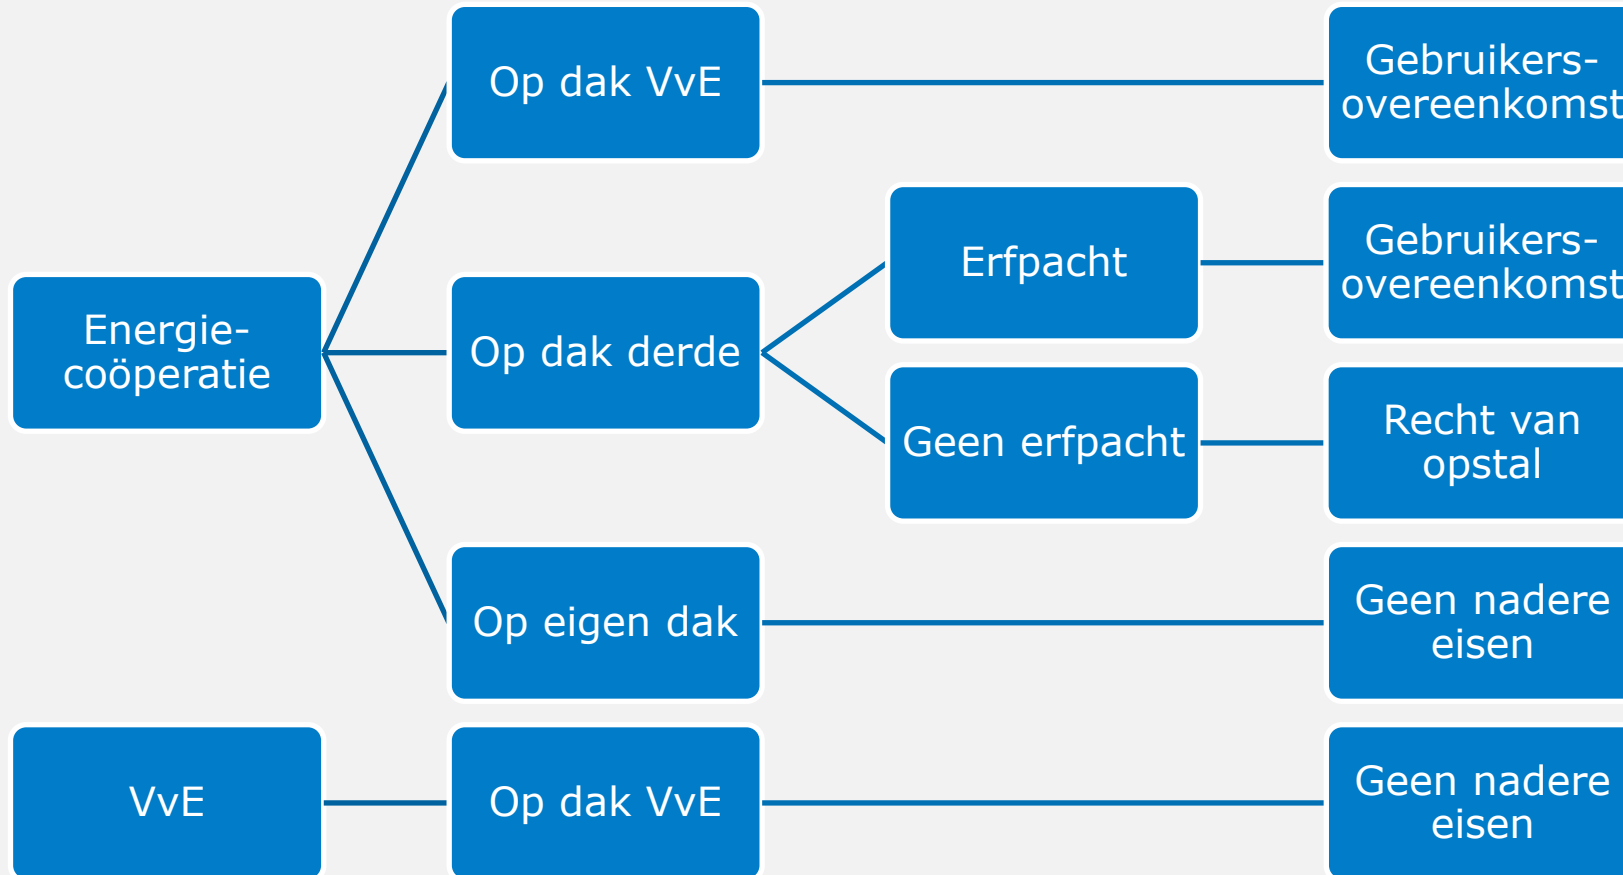 Op dak VvE
Gebruikers-
overeenkomst
Erfpacht
Gebruikers-
overeenkomst
Energie-
coöperatie
Op dak derde
Geen erfpacht
Recht van
opstal
Op eigen dak
Geen nadere
eisen
VvE
Op dak VvE
Geen nadere
eisen